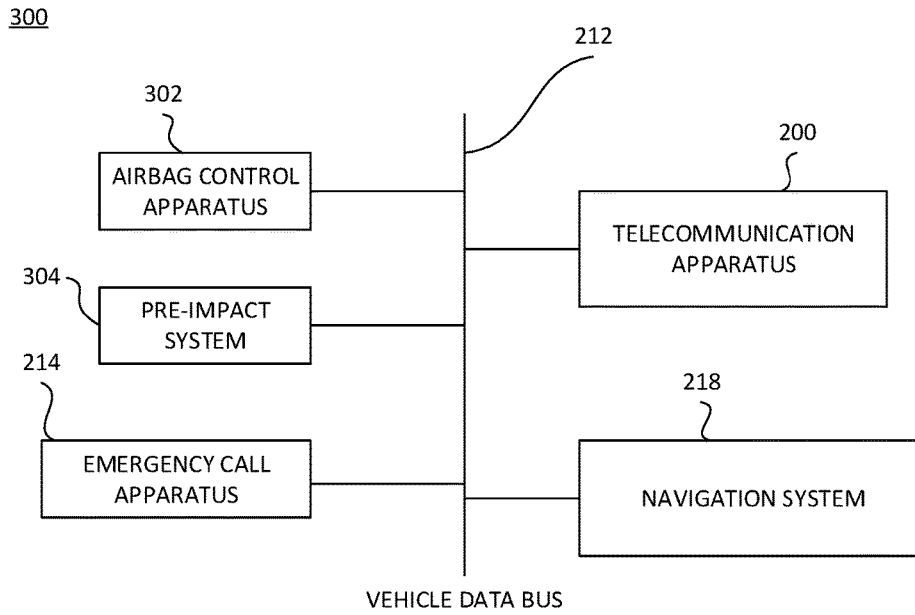 300
212
302
AIRBAG CONTROL
APPARATUS
200
TELECOMMUNICATION
APPARATUS
304
PRE-IMPACT
SYSTEM
214
EMERGENCY CALL
APPARATUS
218
NAVIGATION SYSTEM
VEHICLE DATA BUS